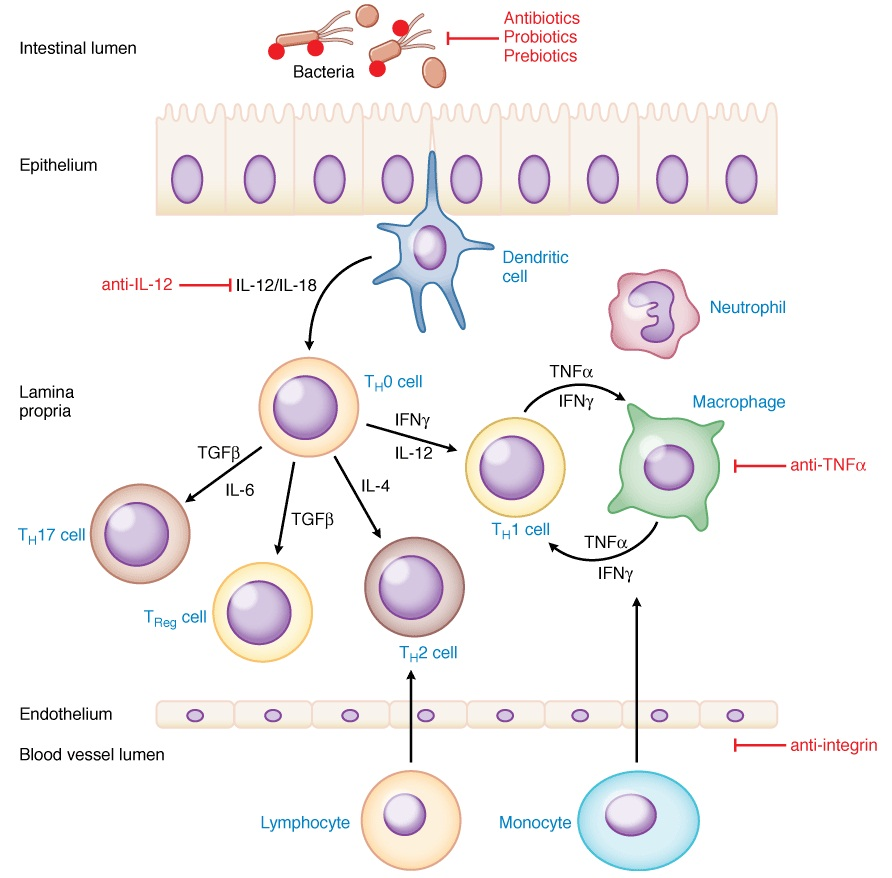 Intestinal lumen
Bacteria
Antibiotics
Probiotics
Prebiotics
Epithelium
Dendritic
cell
anti-IL-12
IL-12/IL-18
Neutrophil
Lamina
propria
TH0 cell
TNFα
IFNγ
Macrophage
IFNγ
IL-12
TGFβ
IL-6
IL-4
anti-TNFα
TH17 cell
TGFβ
TH1 cell
TNFα
IFNγ
TReg cell
TH2 cell
Endothelium
Blood vessel lumen
anti-integrin
Lymphocyte
Monocyte